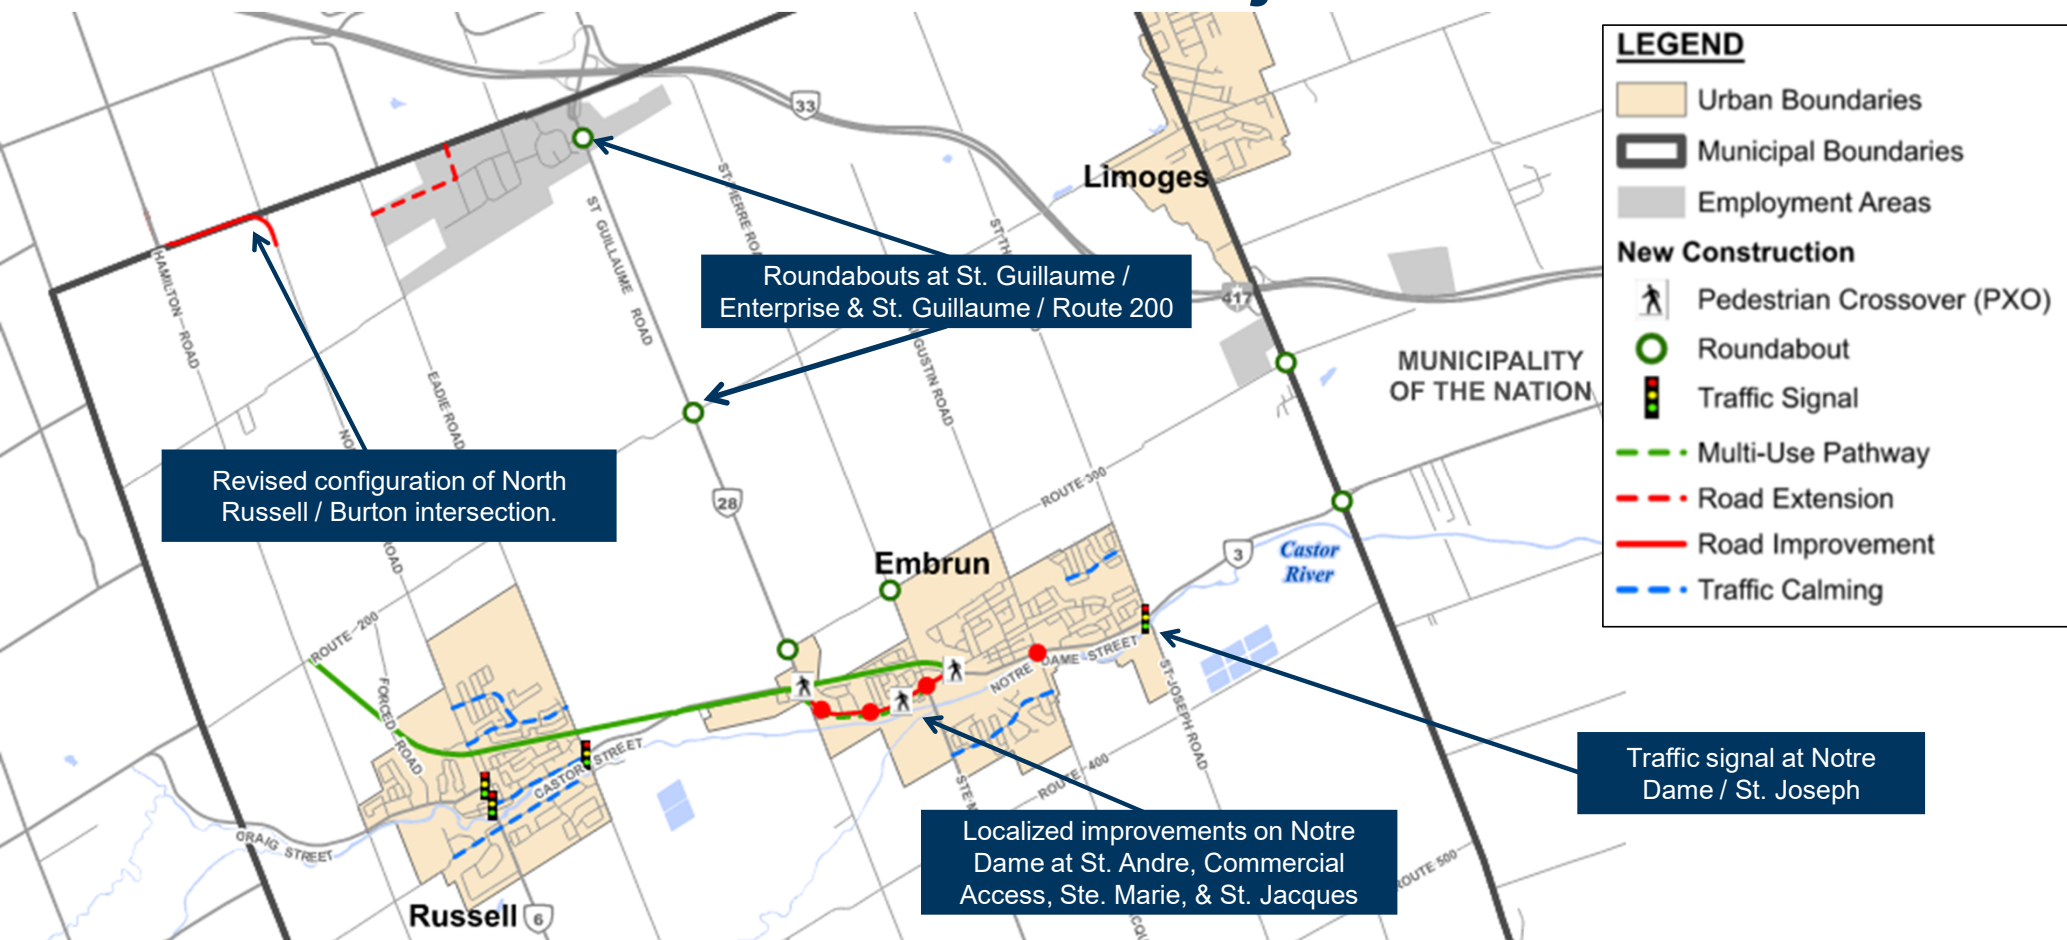 LEGEND
Urban Boundaries
Municipal Boundaries
Employment Areas
New Construction
Pedestrian Crossover (PXO)
Roundabout
Traffic Signal
Multi-Use Pathway
Road Extension
Road Improvement
Traffic Calming
33
Limoges
417
MUNICIPALITY
OF THE NATION
HAMILTON ROAD
EADIE ROAD
ST GUILLAUME ROAD
ROAD
Roundabouts at St. Guillaume /
Enterprise & St. Guillaume / Route 200
Revised configuration of North
Russell / Burton intersection.
28
ROUTE 300
Embrun
3
Castor
River
ROUTE 200
FORCED ROAD
NOTRE DAME STREET
ST JOSEPH ROAD
CASTOR STREET
CRAIG STREET
ROUTE 400
ROUTE 500
Traffic signal at Notre
Dame / St. Joseph
Localized improvements on Notre
Dame at St. Andre, Commercial
Access, Ste. Marie, & St. Jacques
Russell
6